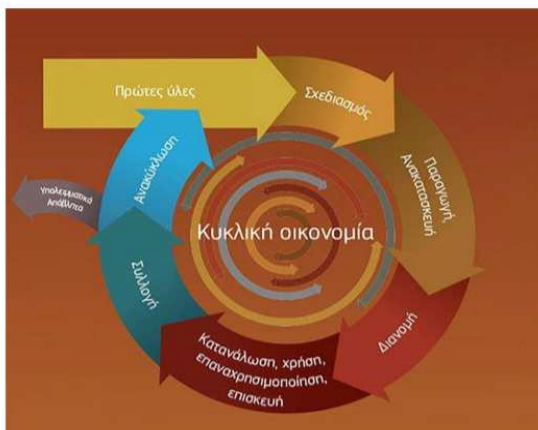 Πρώτες ύλες
Σχεδιασμός
Παραγωγή,
Ανακατασκευή
Διανομή
Κατανάλωση, χρήση,
επαναχρησιμοποίηση,
επισκευή
Συλλογή
Ανακύκλωση
Υπολειμματικά
Απόβλητα
Κυκλική οικονομία